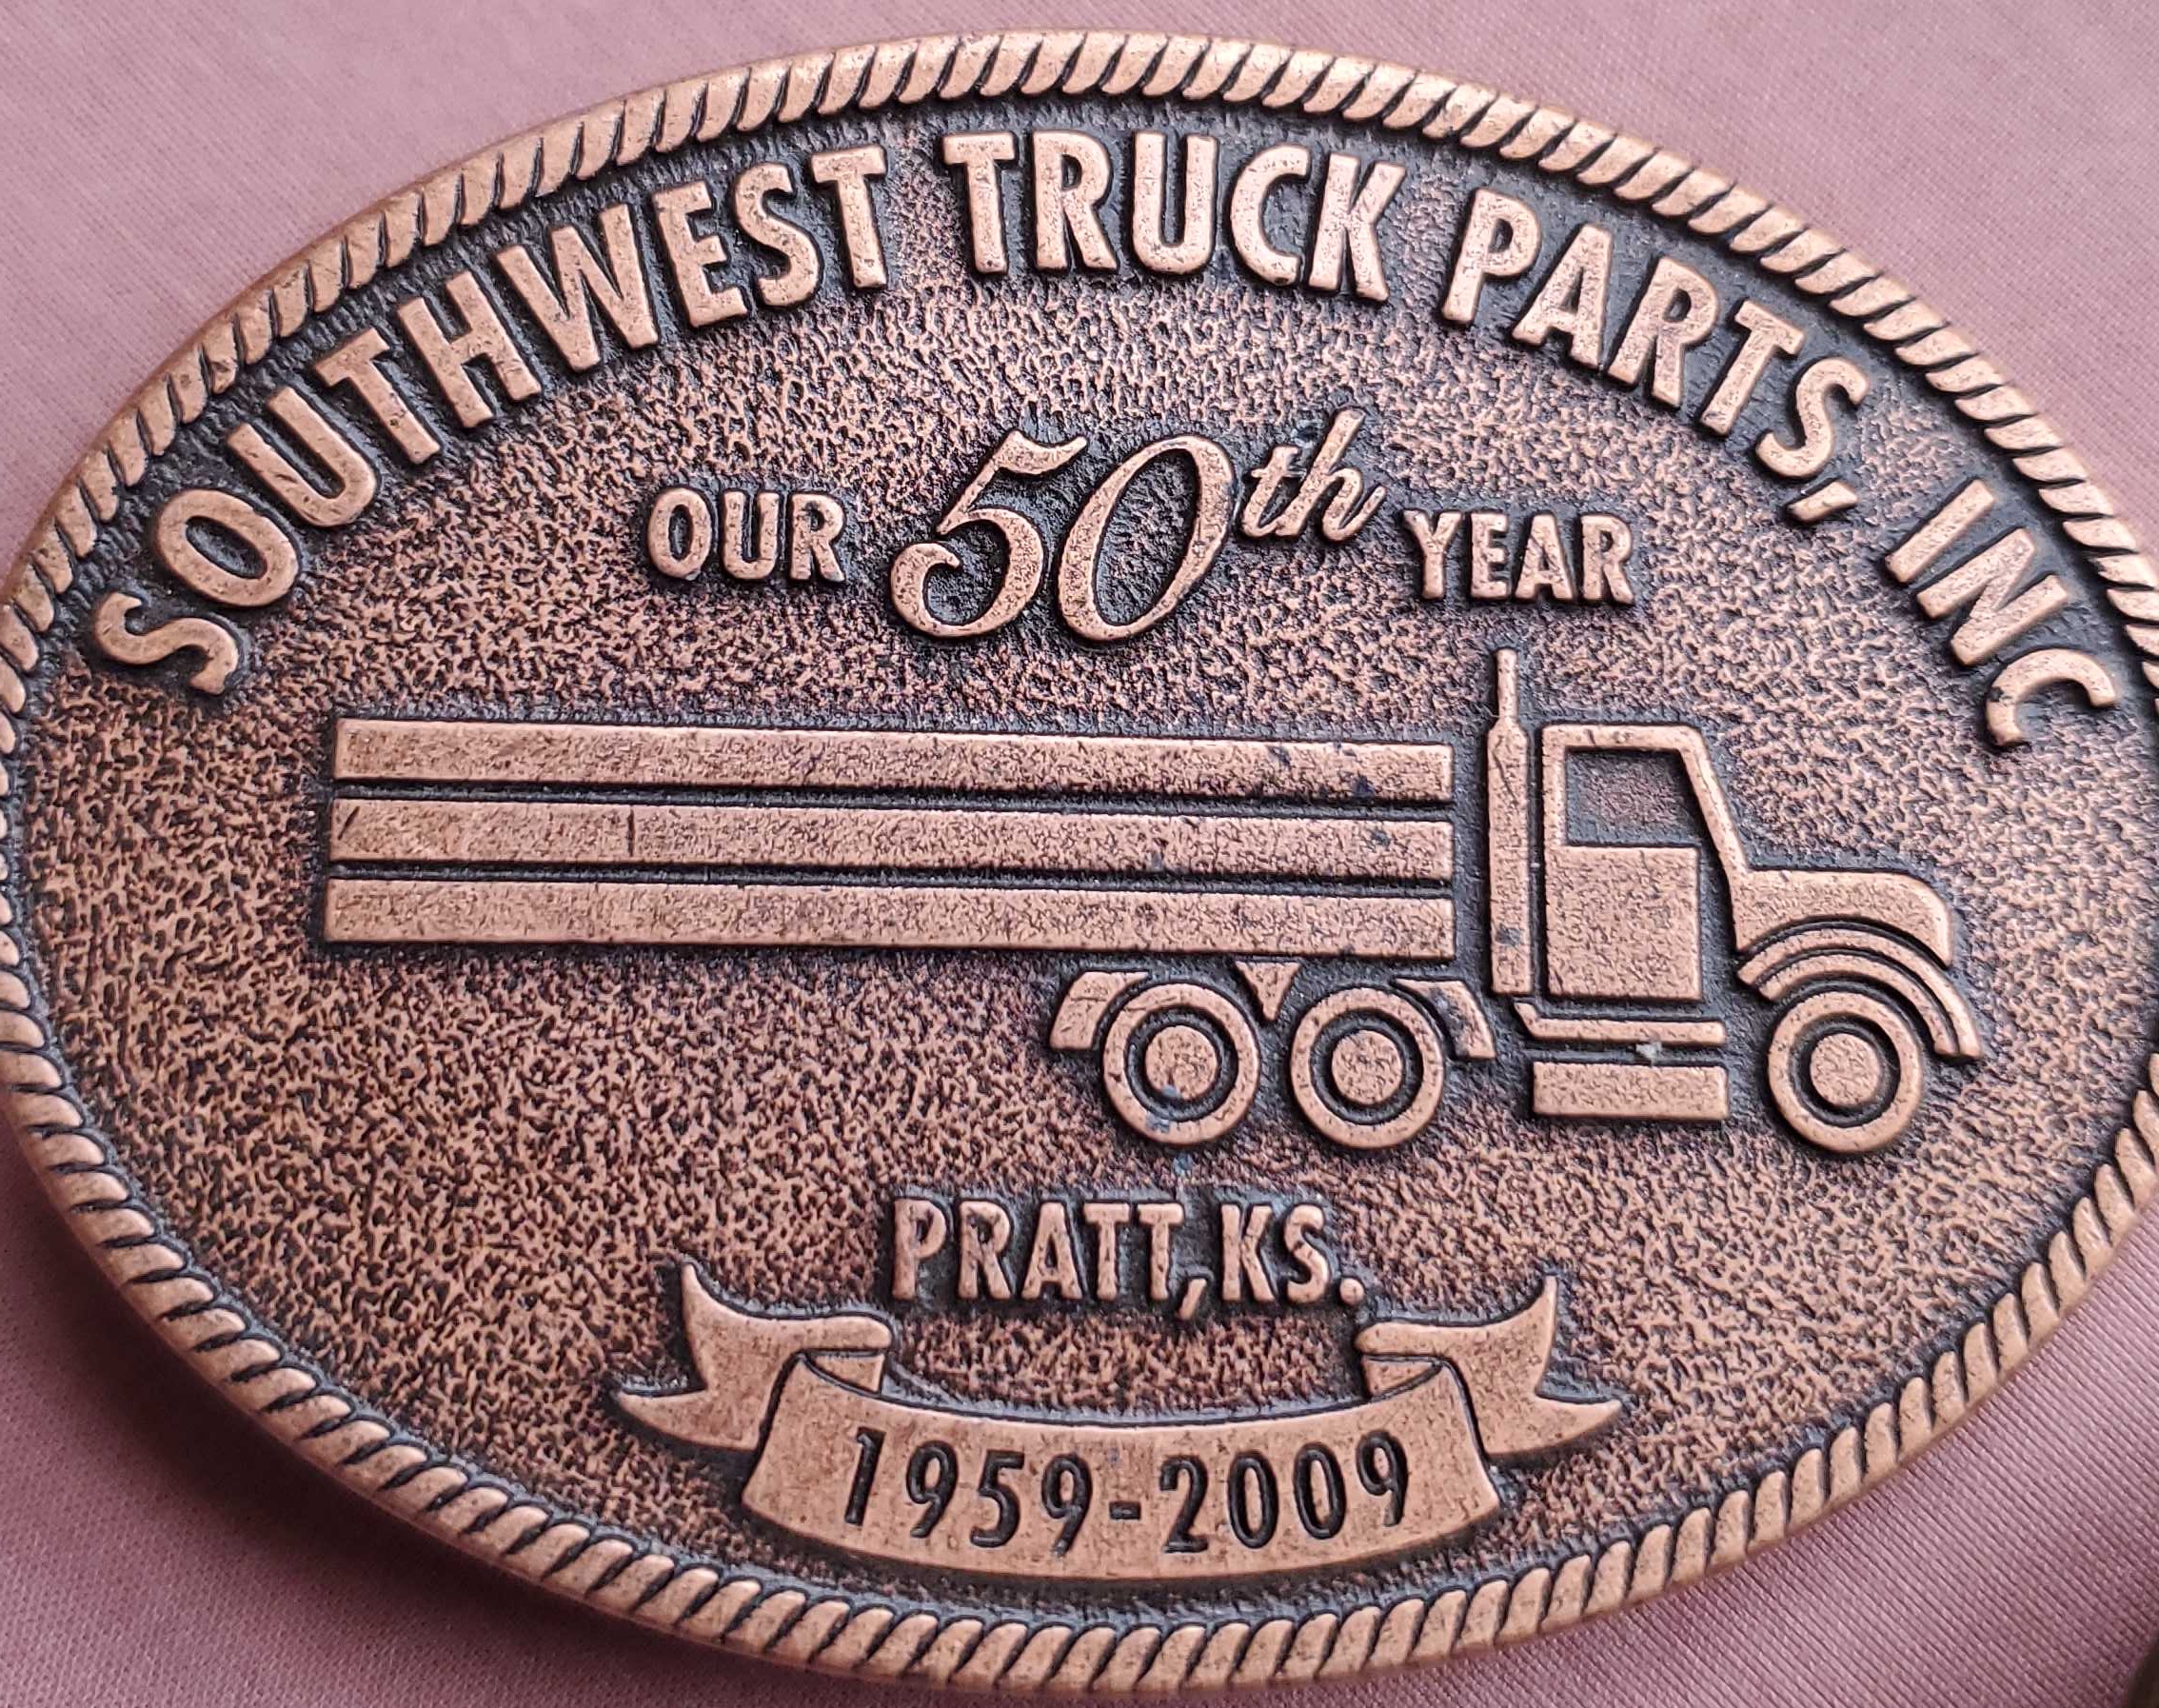 SOUTHWEST TRUCK PARTS, INC
OUR 50th YEAR
PRATT, KS.
1959-2009